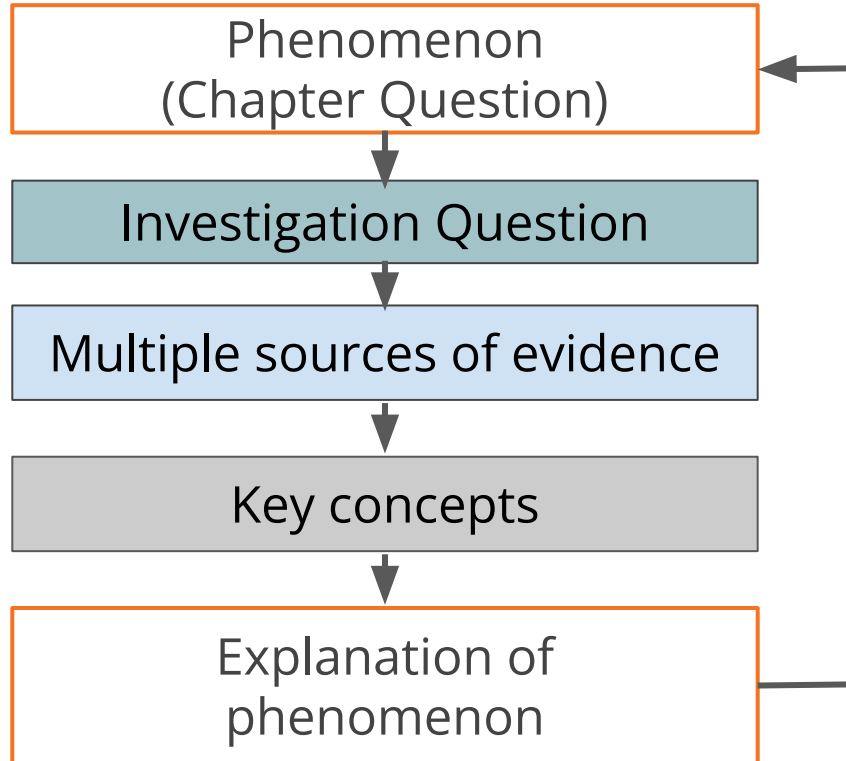 Phenomenon
(Chapter Question)
Investigation Question
Multiple sources of evidence
Key concepts
Explanation of
phenomenon